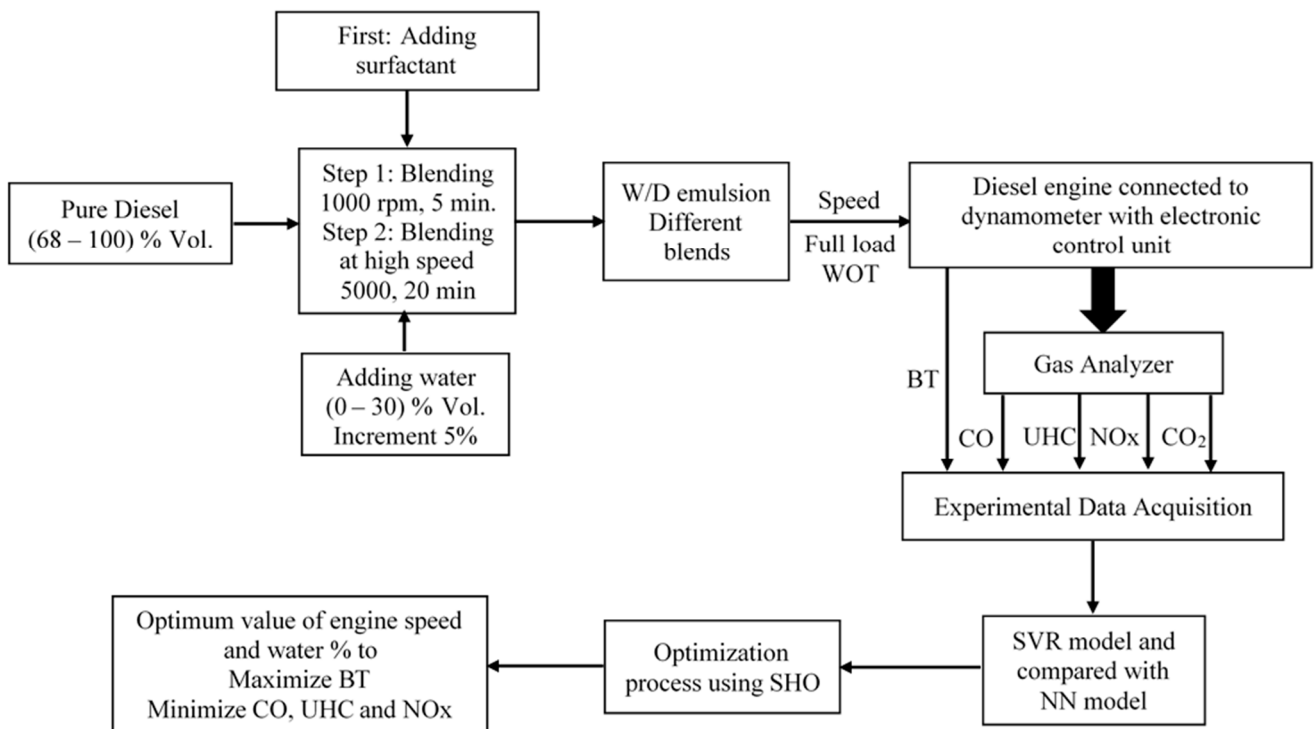 First: Adding
surfactant
Pure Diesel
(68 – 100) % Vol.
Step 1: Blending
1000 rpm, 5 min.
Step 2: Blending
at high speed
5000, 20 min
Adding water
(0 – 30) % Vol.
Increment 5%
W/D emulsion
Different
blends
Speed
Full load
WOT
Diesel engine connected to
dynamometer with electronic
control unit
Gas Analyzer
BT
CO
UHC
NOx
CO₂
Experimental Data Acquisition
SVR model and
compared with
NN model
Optimization
process using SHO
Optimum value of engine speed
and water % to
Maximize BT
Minimize CO, UHC and NOx